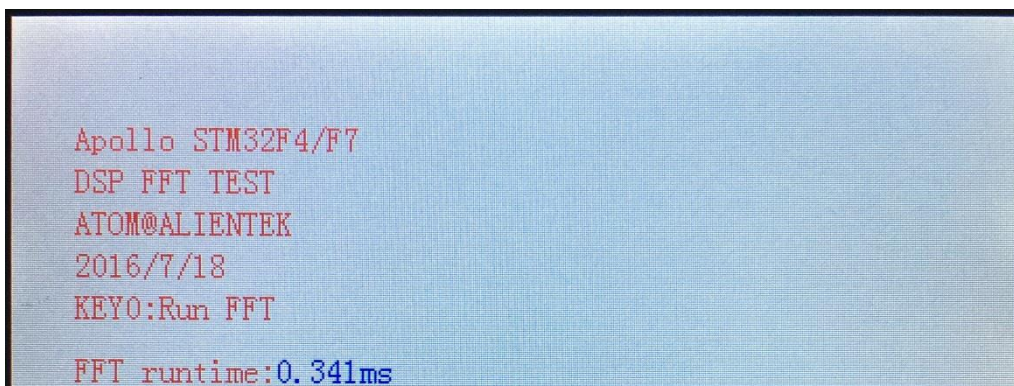 Apollo STM32F4/F7
DSP FFT TEST
ATOM@ALIENTEK
2016/7/18
KEY0:Run FFT
FFT runtime:0.341ms